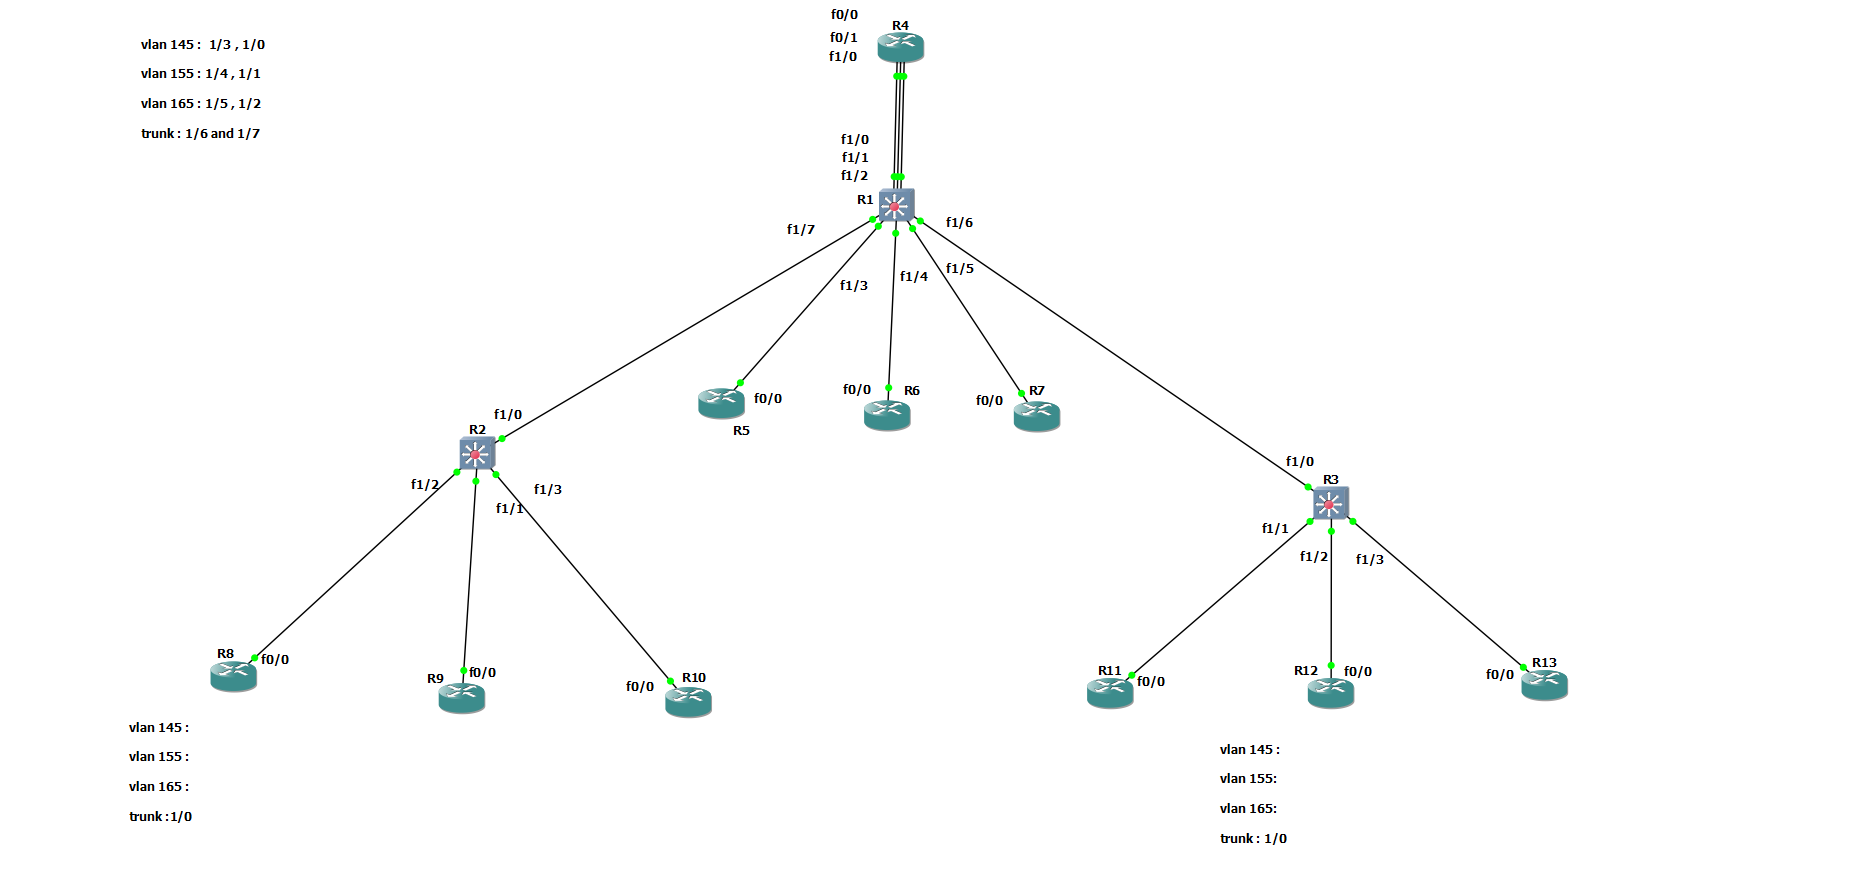 f0/0
R4
f0/1
f1/0
vlan 145 :  1/3 , 1/0
vlan 155 : 1/4 , 1/1
vlan 165 : 1/5 , 1/2
trunk : 1/6 and 1/7
f1/0
f1/1
f1/2
R1
f1/7
f1/6
f1/3
f1/4
f1/5
f0/0
R5
f0/0
R6
f0/0
R7
f1/0
R2
f1/2
f1/1
f1/3
f1/0
R3
f1/1
f1/2
f1/3
R8
f0/0
R9
f0/0
f0/0
R10
R11
f0/0
R12
f0/0
f0/0
R13
vlan 145 :
vlan 155 :
vlan 165 :
trunk :1/0
vlan 145 :
vlan 155:
vlan 165:
trunk : 1/0